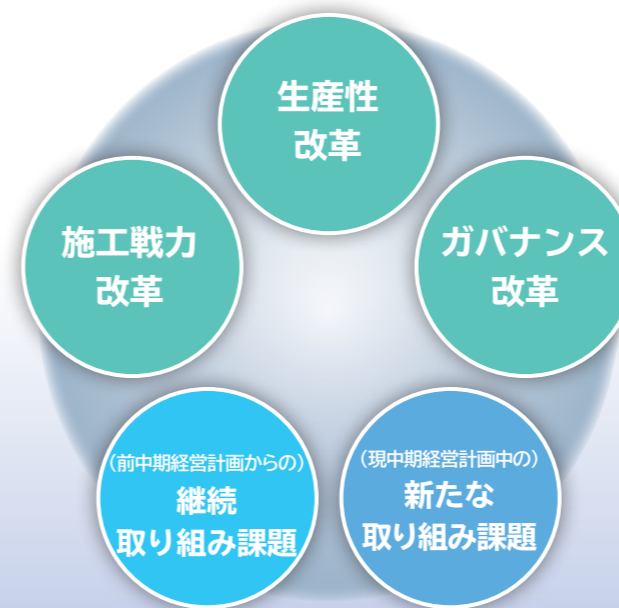 生産性
改革
施工戦力
改革
ガバナンス
改革
（前中期経営計画からの）
継続
取り組み課題
（現中期経営計画中の）
新たな
取り組み課題